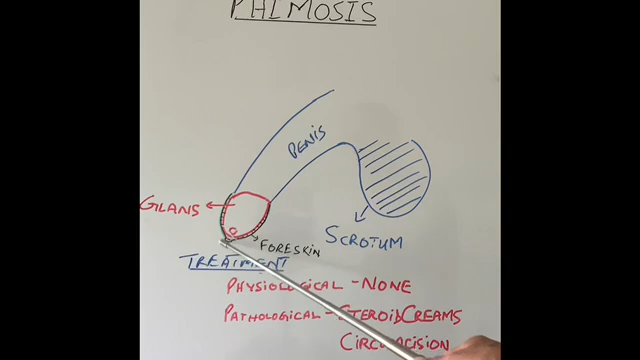 PHIMOSIS
PENIS
GLANS
FORESKIN
SCROTUM
TREATMENT
PHYSIOLOGICAL - NONE
PATHOLOGICAL - STEROID CREAMS
CIRCUMCISION